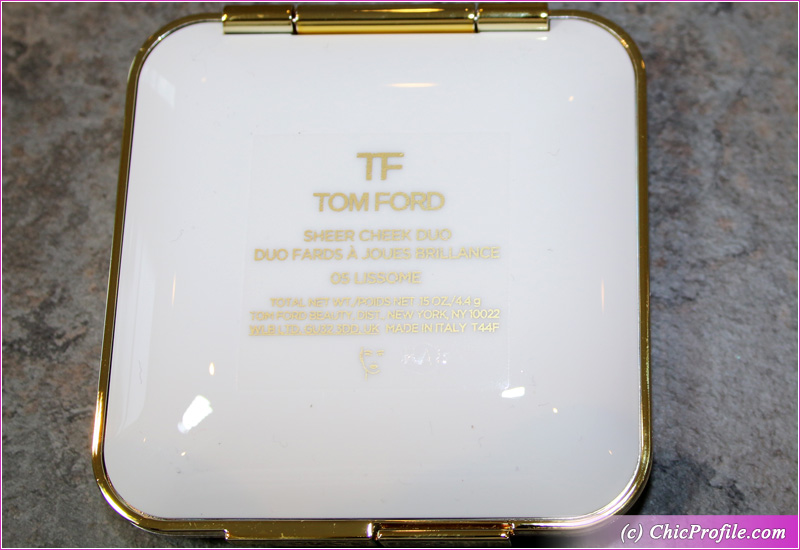 TF
TOM FORD
SHEER CHEEK DUO
DUO FARDS À JOUES BRILLANCE
05 LISSOME
TOTAL NET WT./POIDS NET .15 OZ./4.4 g
TOM FORD BEAUTY, DIST., NEW YORK, NY 10022
MADE IN ITALY T44F
(c) ChicProfile.com